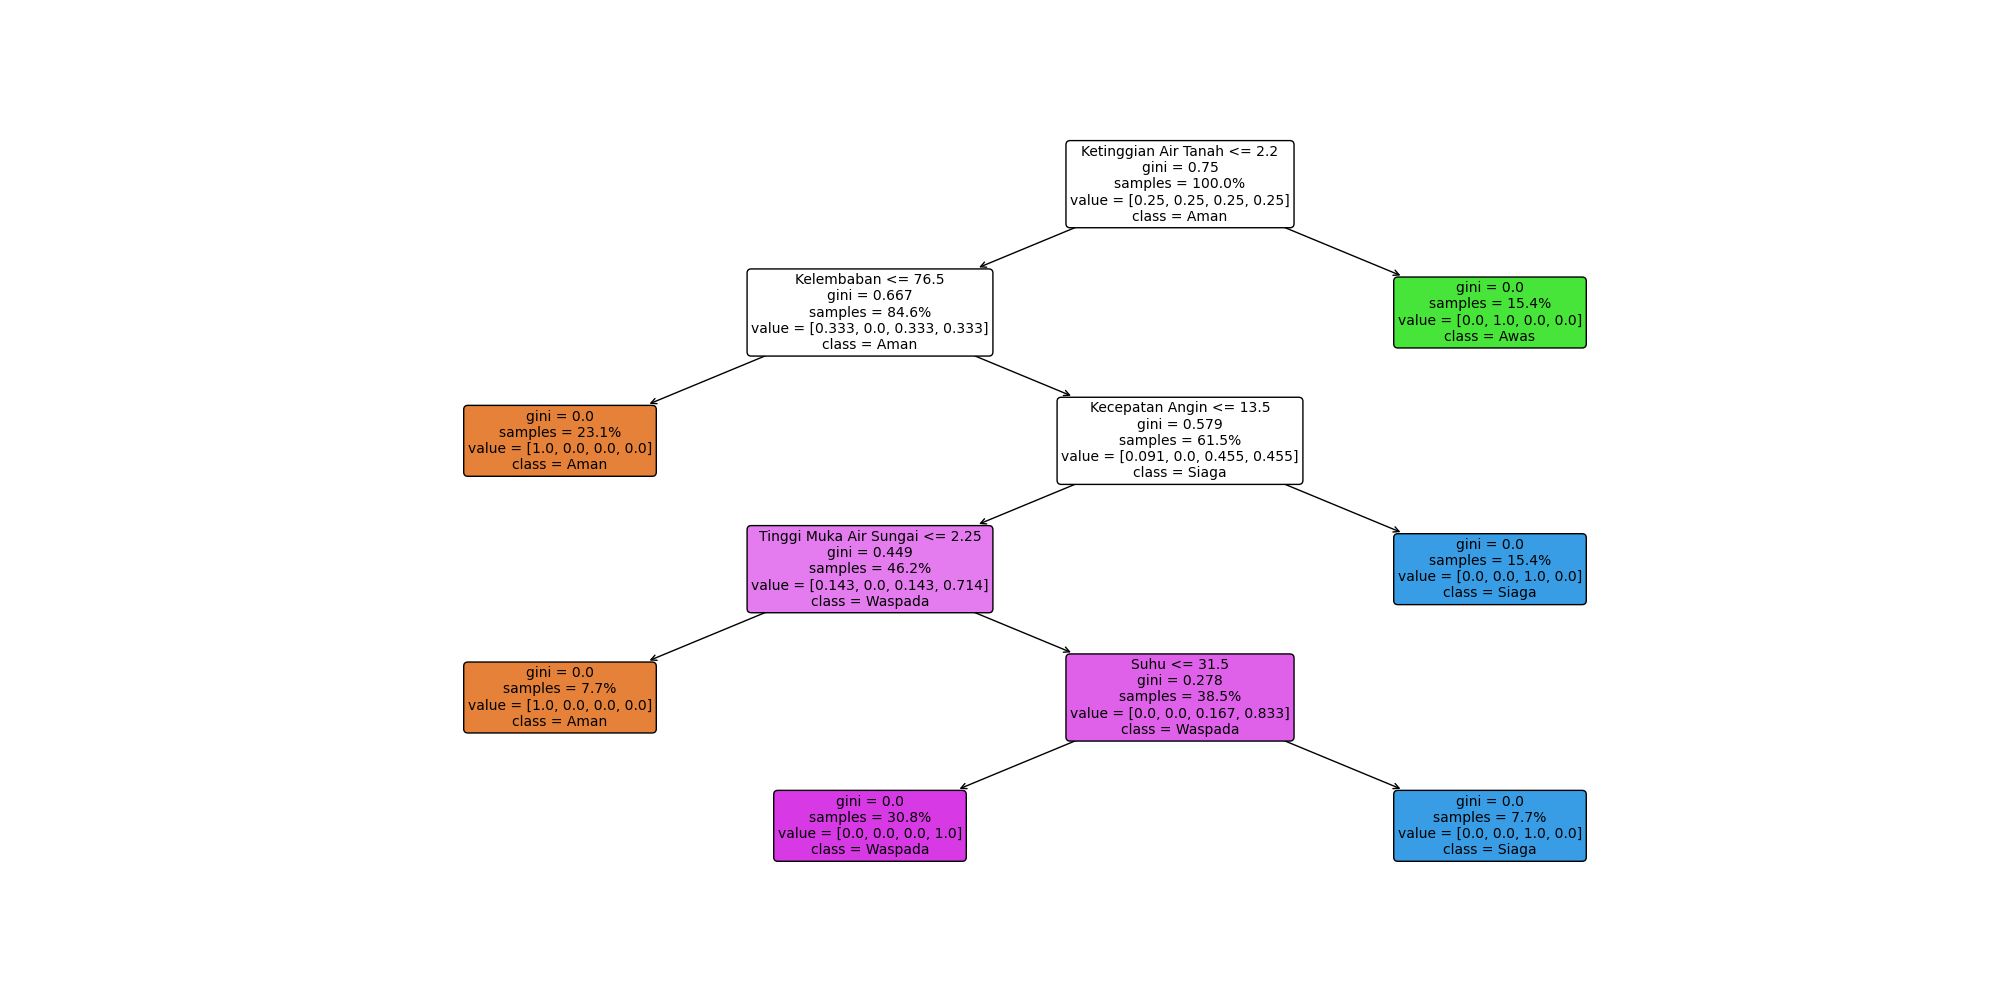 Ketinggian Air Tanah <= 2.2
gini = 0.75
samples = 100.0%
value = [0.25, 0.25, 0.25, 0.25]
class = Aman
Kelembaban <= 76.5
gini = 0.667
samples = 84.6%
value = [0.333, 0.0, 0.333, 0.333]
class = Aman
gini = 0.0
samples = 15.4%
value = [0.0, 1.0, 0.0, 0.0]
class = Awas
gini = 0.0
samples = 23.1%
value = [1.0, 0.0, 0.0, 0.0]
class = Aman
Kecepatan Angin <= 13.5
gini = 0.579
samples = 61.5%
value = [0.091, 0.0, 0.455, 0.455]
class = Siaga
Tinggi Muka Air Sungai <= 2.25
gini = 0.449
samples = 46.2%
value = [0.143, 0.0, 0.143, 0.714]
class = Waspada
gini = 0.0
samples = 15.4%
value = [0.0, 0.0, 1.0, 0.0]
class = Siaga
gini = 0.0
samples = 7.7%
value = [1.0, 0.0, 0.0, 0.0]
class = Aman
Suhu <= 31.5
gini = 0.278
samples = 38.5%
value = [0.0, 0.0, 0.167, 0.833]
class = Waspada
gini = 0.0
samples = 30.8%
value = [0.0, 0.0, 0.0, 1.0]
class = Waspada
gini = 0.0
samples = 7.7%
value = [0.0, 0.0, 1.0, 0.0]
class = Siaga